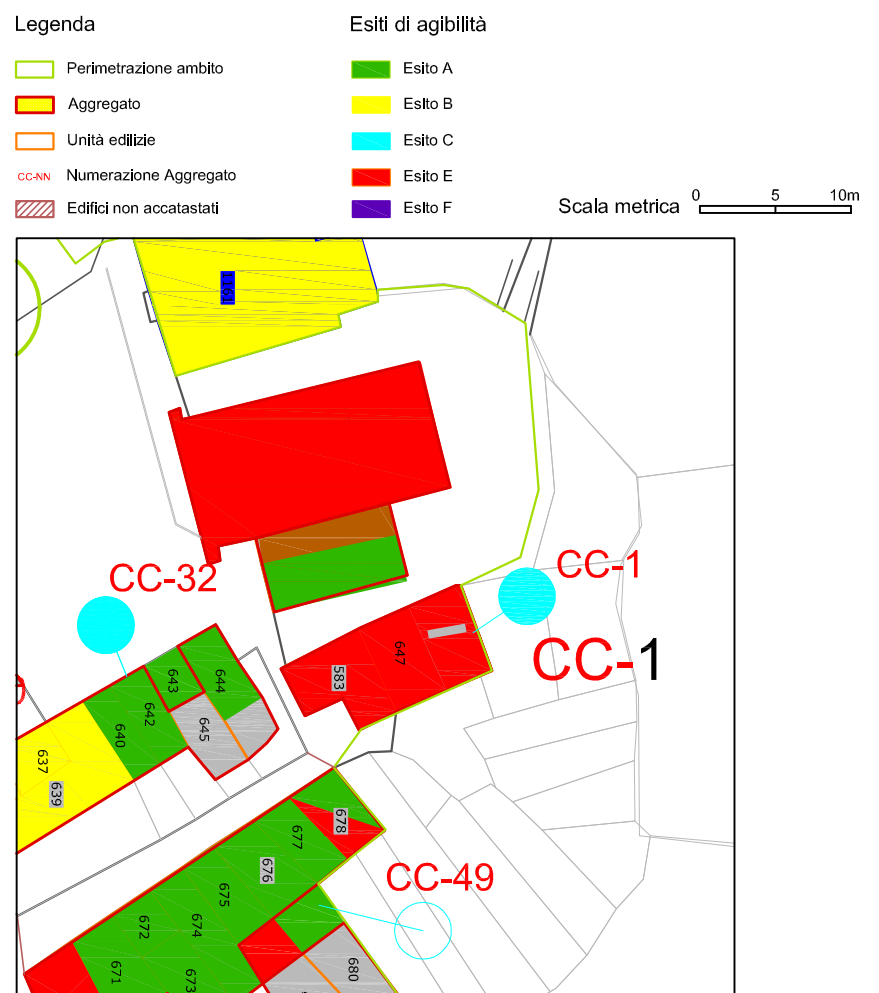 Legenda
Esiti di agibilità
Perimetrazione ambito
Esito A
Aggregato
EsIto B
Unità edilizie
Esito C
CC-NN Numerazione Aggregato
Esito E
Edifici non accatastati
EsIto F
Scala metrica 0 5 10m
CC-32
CC-1
CC-1
647
583
643
644
642
645
640
637
639
678
677
676
675
674
672
671
673
680
CC-49